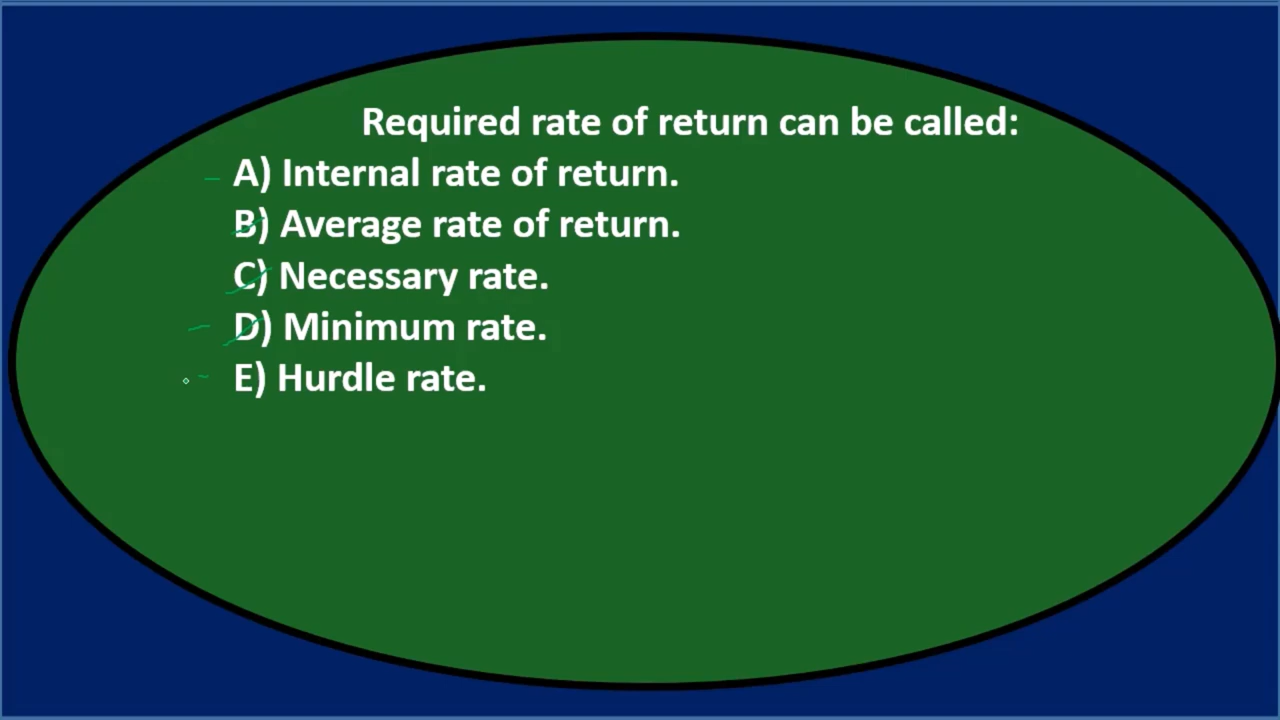 Required rate of return can be called:
A) Internal rate of return.
B) Average rate of return.
C) Necessary rate.
D) Minimum rate.
E) Hurdle rate.